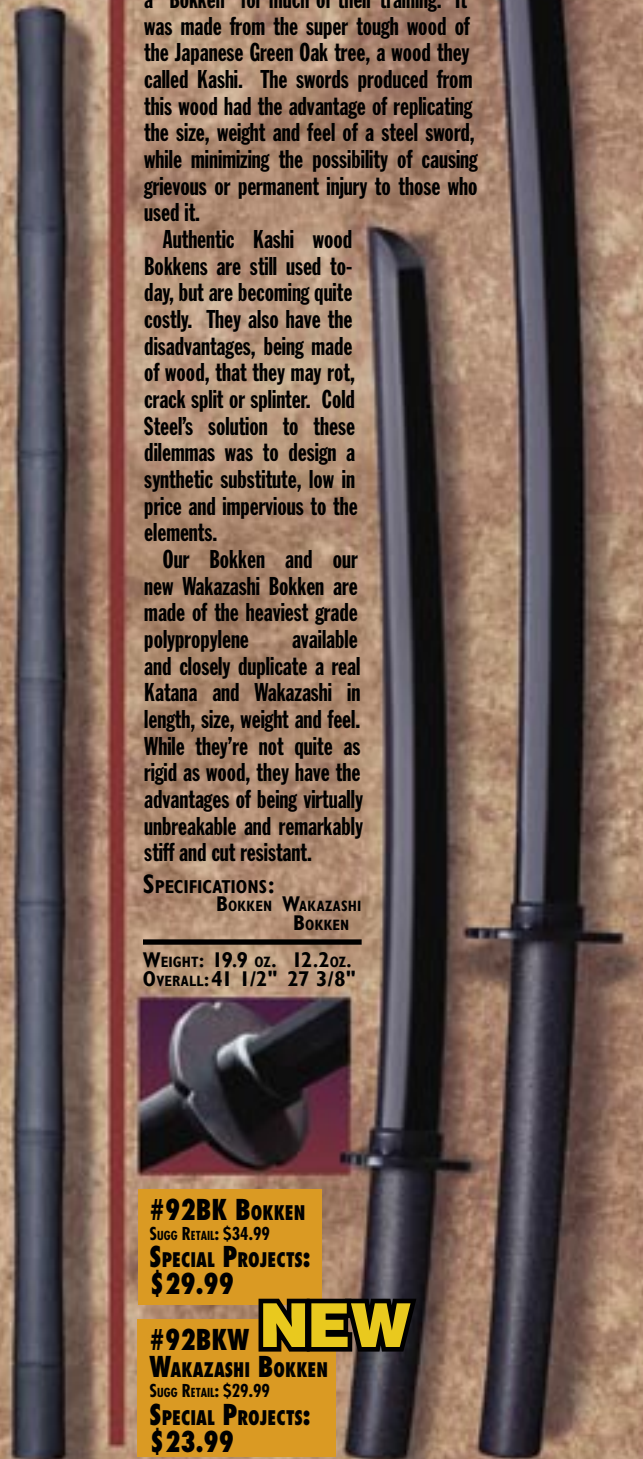 a "Bokken" for much of their training. It
was made from the super tough wood of
the Japanese Green Oak tree, a wood they
called Kashi. The swords produced from
this wood had the advantage of replicating
the size, weight and feel of a steel sword,
while minimizing the possibility of causing
grievous or permanent injury to those who
used it.
Authentic Kashi wood
Bokkens are still used to-
day, but are becoming quite
costly. They also have the
disadvantages, being made
of wood, that they may rot,
crack split or splinter. Cold
Steel's solution to these
dilemmas was to design a
synthetic substitute, low in
price and impervious to the
elements.
Our Bokken and our
new Wakazashi Bokken are
made of the heaviest grade
polypropylene available
and closely duplicate a real
Katana and Wakazashi in
length, size, weight and feel.
While they're not quite as
rigid as wood, they have the
advantages of being virtually
unbreakable and remarkably
stiff and cut resistant.
SPECIFICATIONS:
BOKKEN WAKAZASHI
BOKKEN
WEIGHT: 19.9 OZ. 12.2OZ.
OVERALL: 41 1/2" 27 3/8"
#92BK BOKKEN
SUGG RETAIL: $34.99
SPECIAL PROJECTS:
$29.99
NEW
#92BKW
WAKAZASHI BOKKEN
SUGG RETAIL: $29.99
SPECIAL PROJECTS:
$23.99